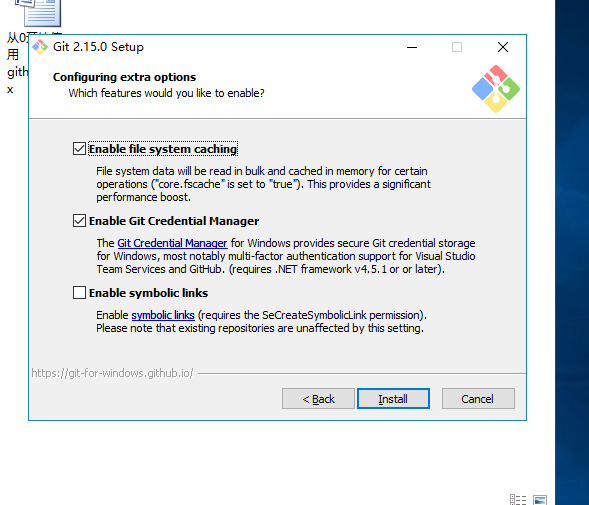 从0开始使
用
gith
x
Git 2.15.0 Setup
Configuring extra options
Which features would you like to enable?
Enable file system caching
File system data will be read in bulk and cached in memory for certain
operations ("core.fscache" is set to "true"). This provides a significant
performance boost.
Enable Git Credential Manager
The Git Credential Manager for Windows provides secure Git credential storage
for Windows, most notably multi-factor authentication support for Visual Studio
Team Services and GitHub. (requires .NET framework v4.5.1 or or later).
Enable symbolic links
Enable symbolic links (requires the SeCreateSymbolicLink permission).
Please note that existing repositories are unaffected by this setting.
https://git-for-windows.github.io/
< Back
Install
Cancel